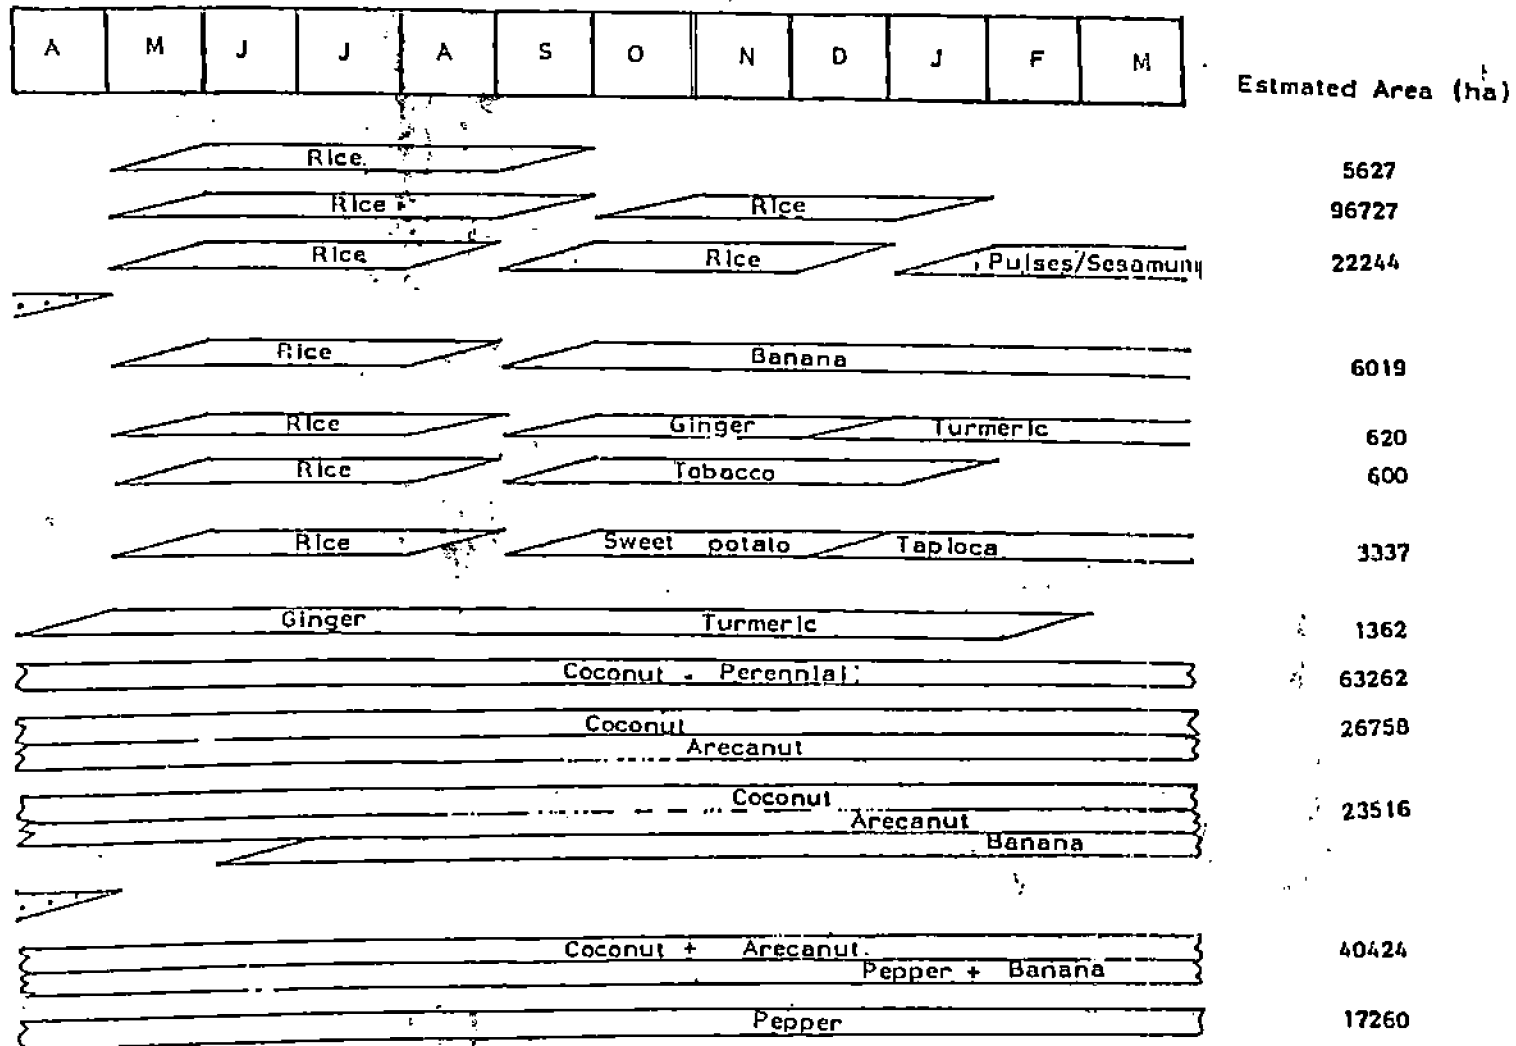 A M J J A S O N D J F M
Estmated Area (ha)
Rice 5627
Rice Rice 96727
Rice Rice Pulses/Sesamum 22244
Rice Banana 6019
Rice Ginger Turmeric 620
Rice Tobacco 600
Rice Sweet potato Tapioca 3337
Ginger Turmeric 1362
Coconut - Perennial 63262
Coconut 26758
Arecanut
Coconut 23516
Arecanut
Banana
Coconut + Arecanut 40424
Pepper + Banana
Pepper 17260